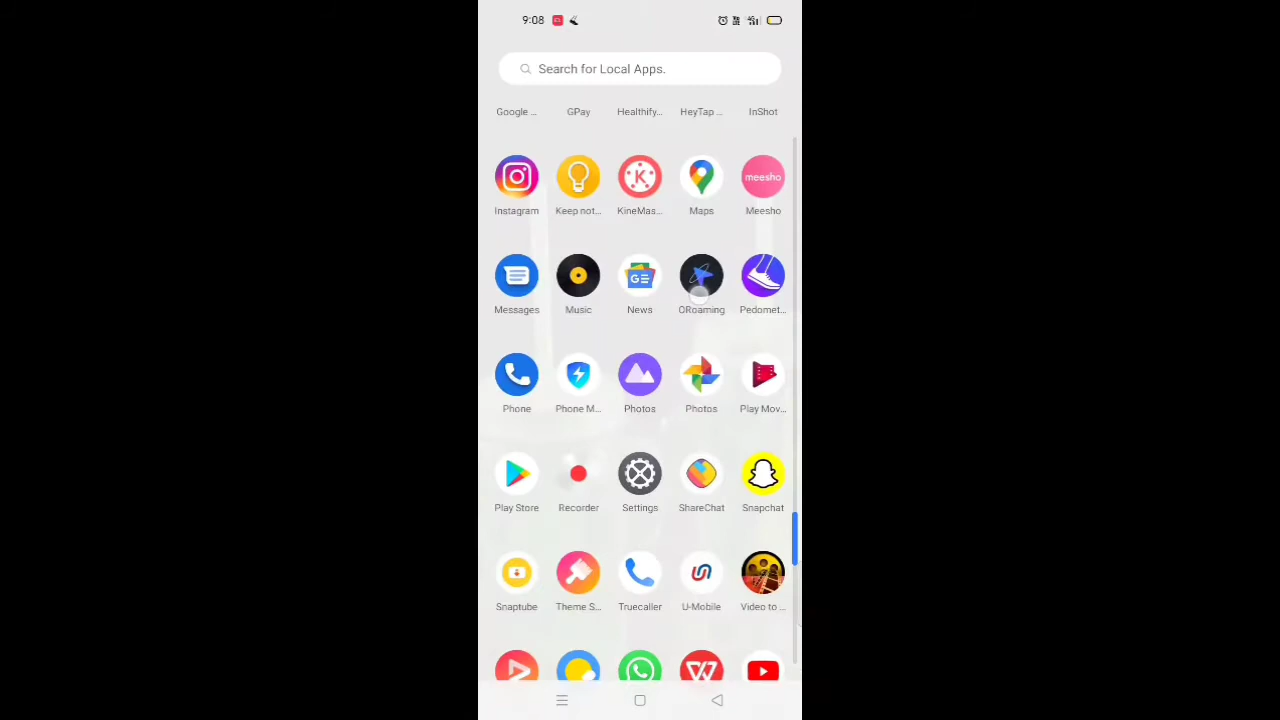 9:08
Search for Local Apps.
Google ... GPay Healthify... HeyTap ... InShot
meesho
Instagram Keep not... KineMas... Maps Meesho
GE
Messages Music News ORoaming Pedomet...
Phone Phone M... Photos Photos Play Mov...
Play Store Recorder Settings ShareChat Snapchat
Snaptube Theme S... Truecaller U-Mobile Video to ...